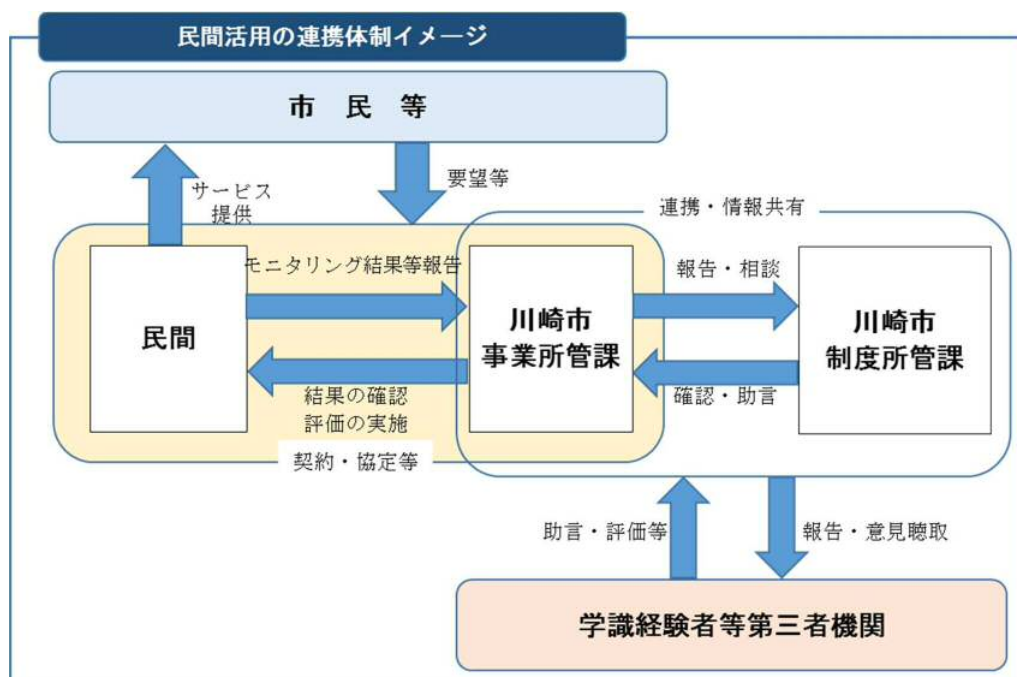 民間活用の連携体制イメージ
市　民　等
サービス
提供
要望等
連携・情報共有
モニタリング結果等報告
報告・相談
民間
川崎市
事業所管課
川崎市
制度所管課
結果の確認
評価の実施
確認・助言
契約・協定等
助言・評価等
報告・意見聴取
学識経験者等第三者機関